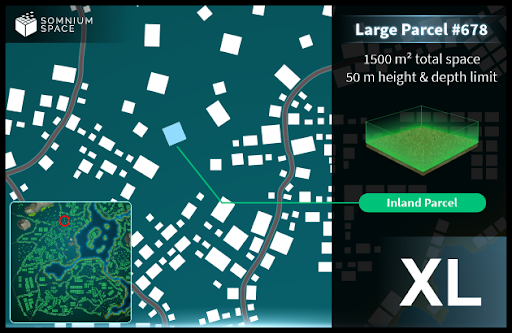 SOMNIUM
SPACE
Large Parcel #678
1500 m² total space
50 m height & depth limit
Inland Parcel
XL